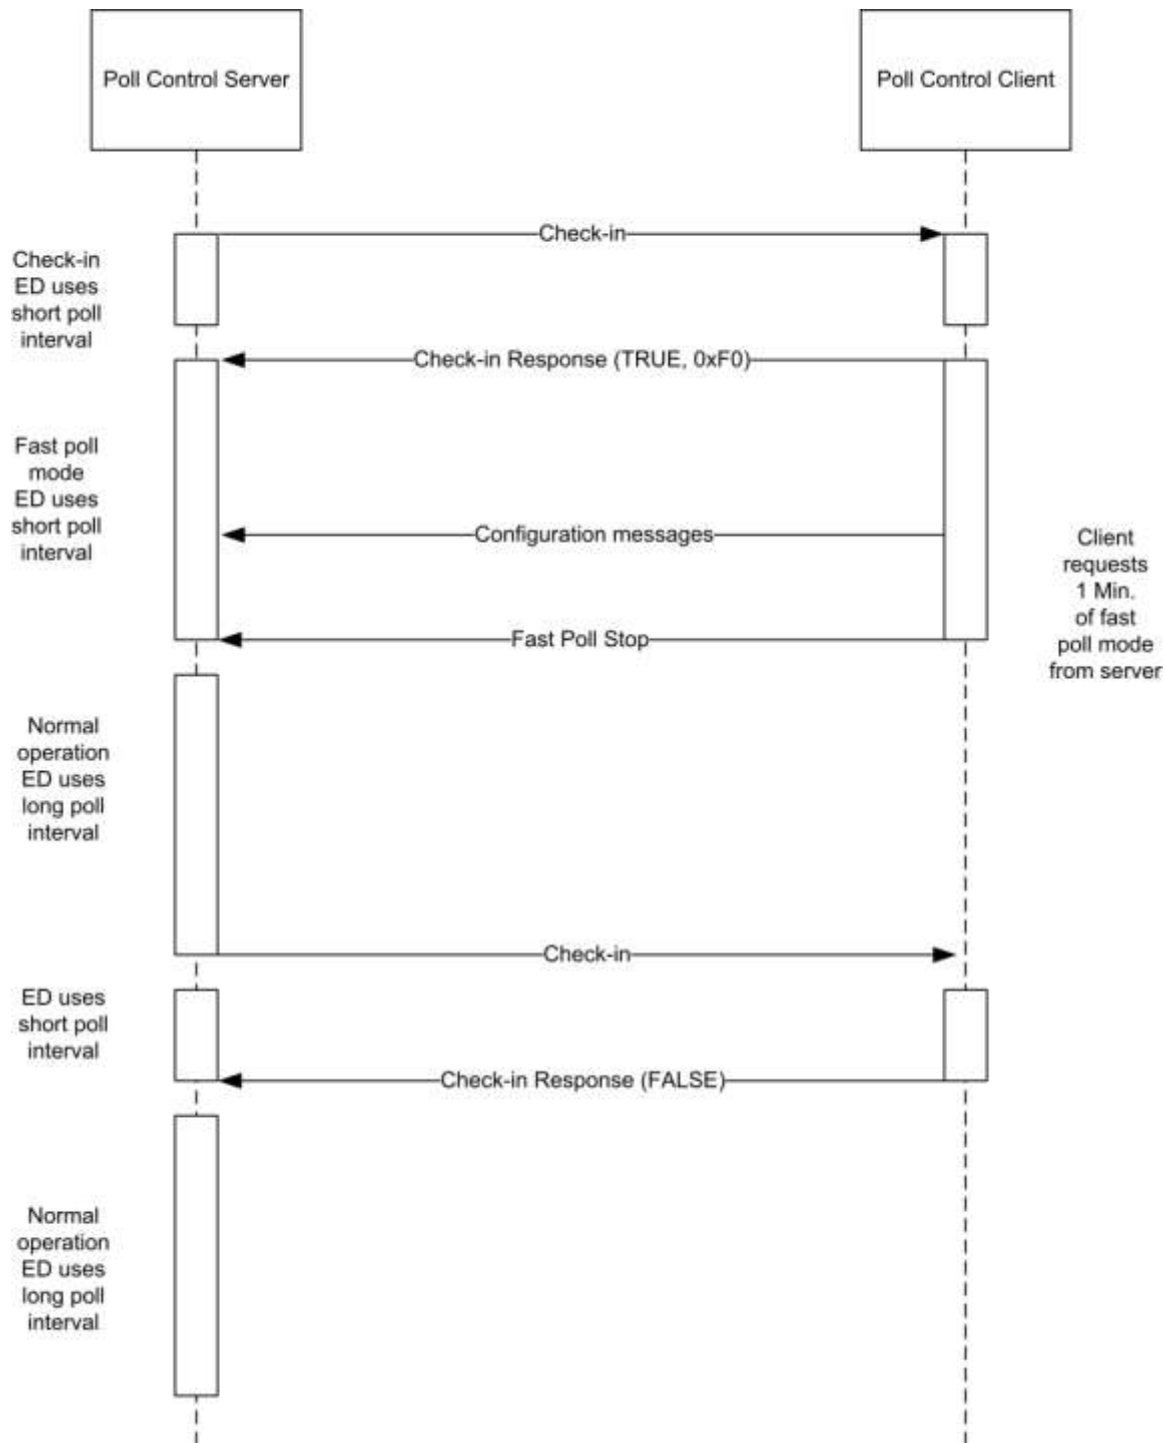 Poll Control Server
Poll Control Client
Check-in
Check-in
ED uses
short poll
interval
Check-in Response (TRUE, 0xF0)
Fast poll
mode
ED uses
short poll
interval
Configuration messages
Client
requests
1 Min.
of fast
poll mode
from server
Fast Poll Stop
Normal
operation
ED uses
long poll
interval
Check-in
ED uses
short poll
interval
Check-in Response (FALSE)
Normal
operation
ED uses
long poll
interval